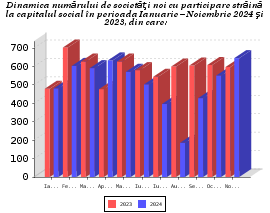 Dinamica numărului de societăți noi cu participare străină
la capitalul social în perioada Ianuarie – Noiembrie 2024 și
2023, din care:
700
600
500
400
300
200
100
0
Ia... Fe... Ma... Ap... Ma... Iu... Iu... Au... Se... Oc... No...
2023 2024